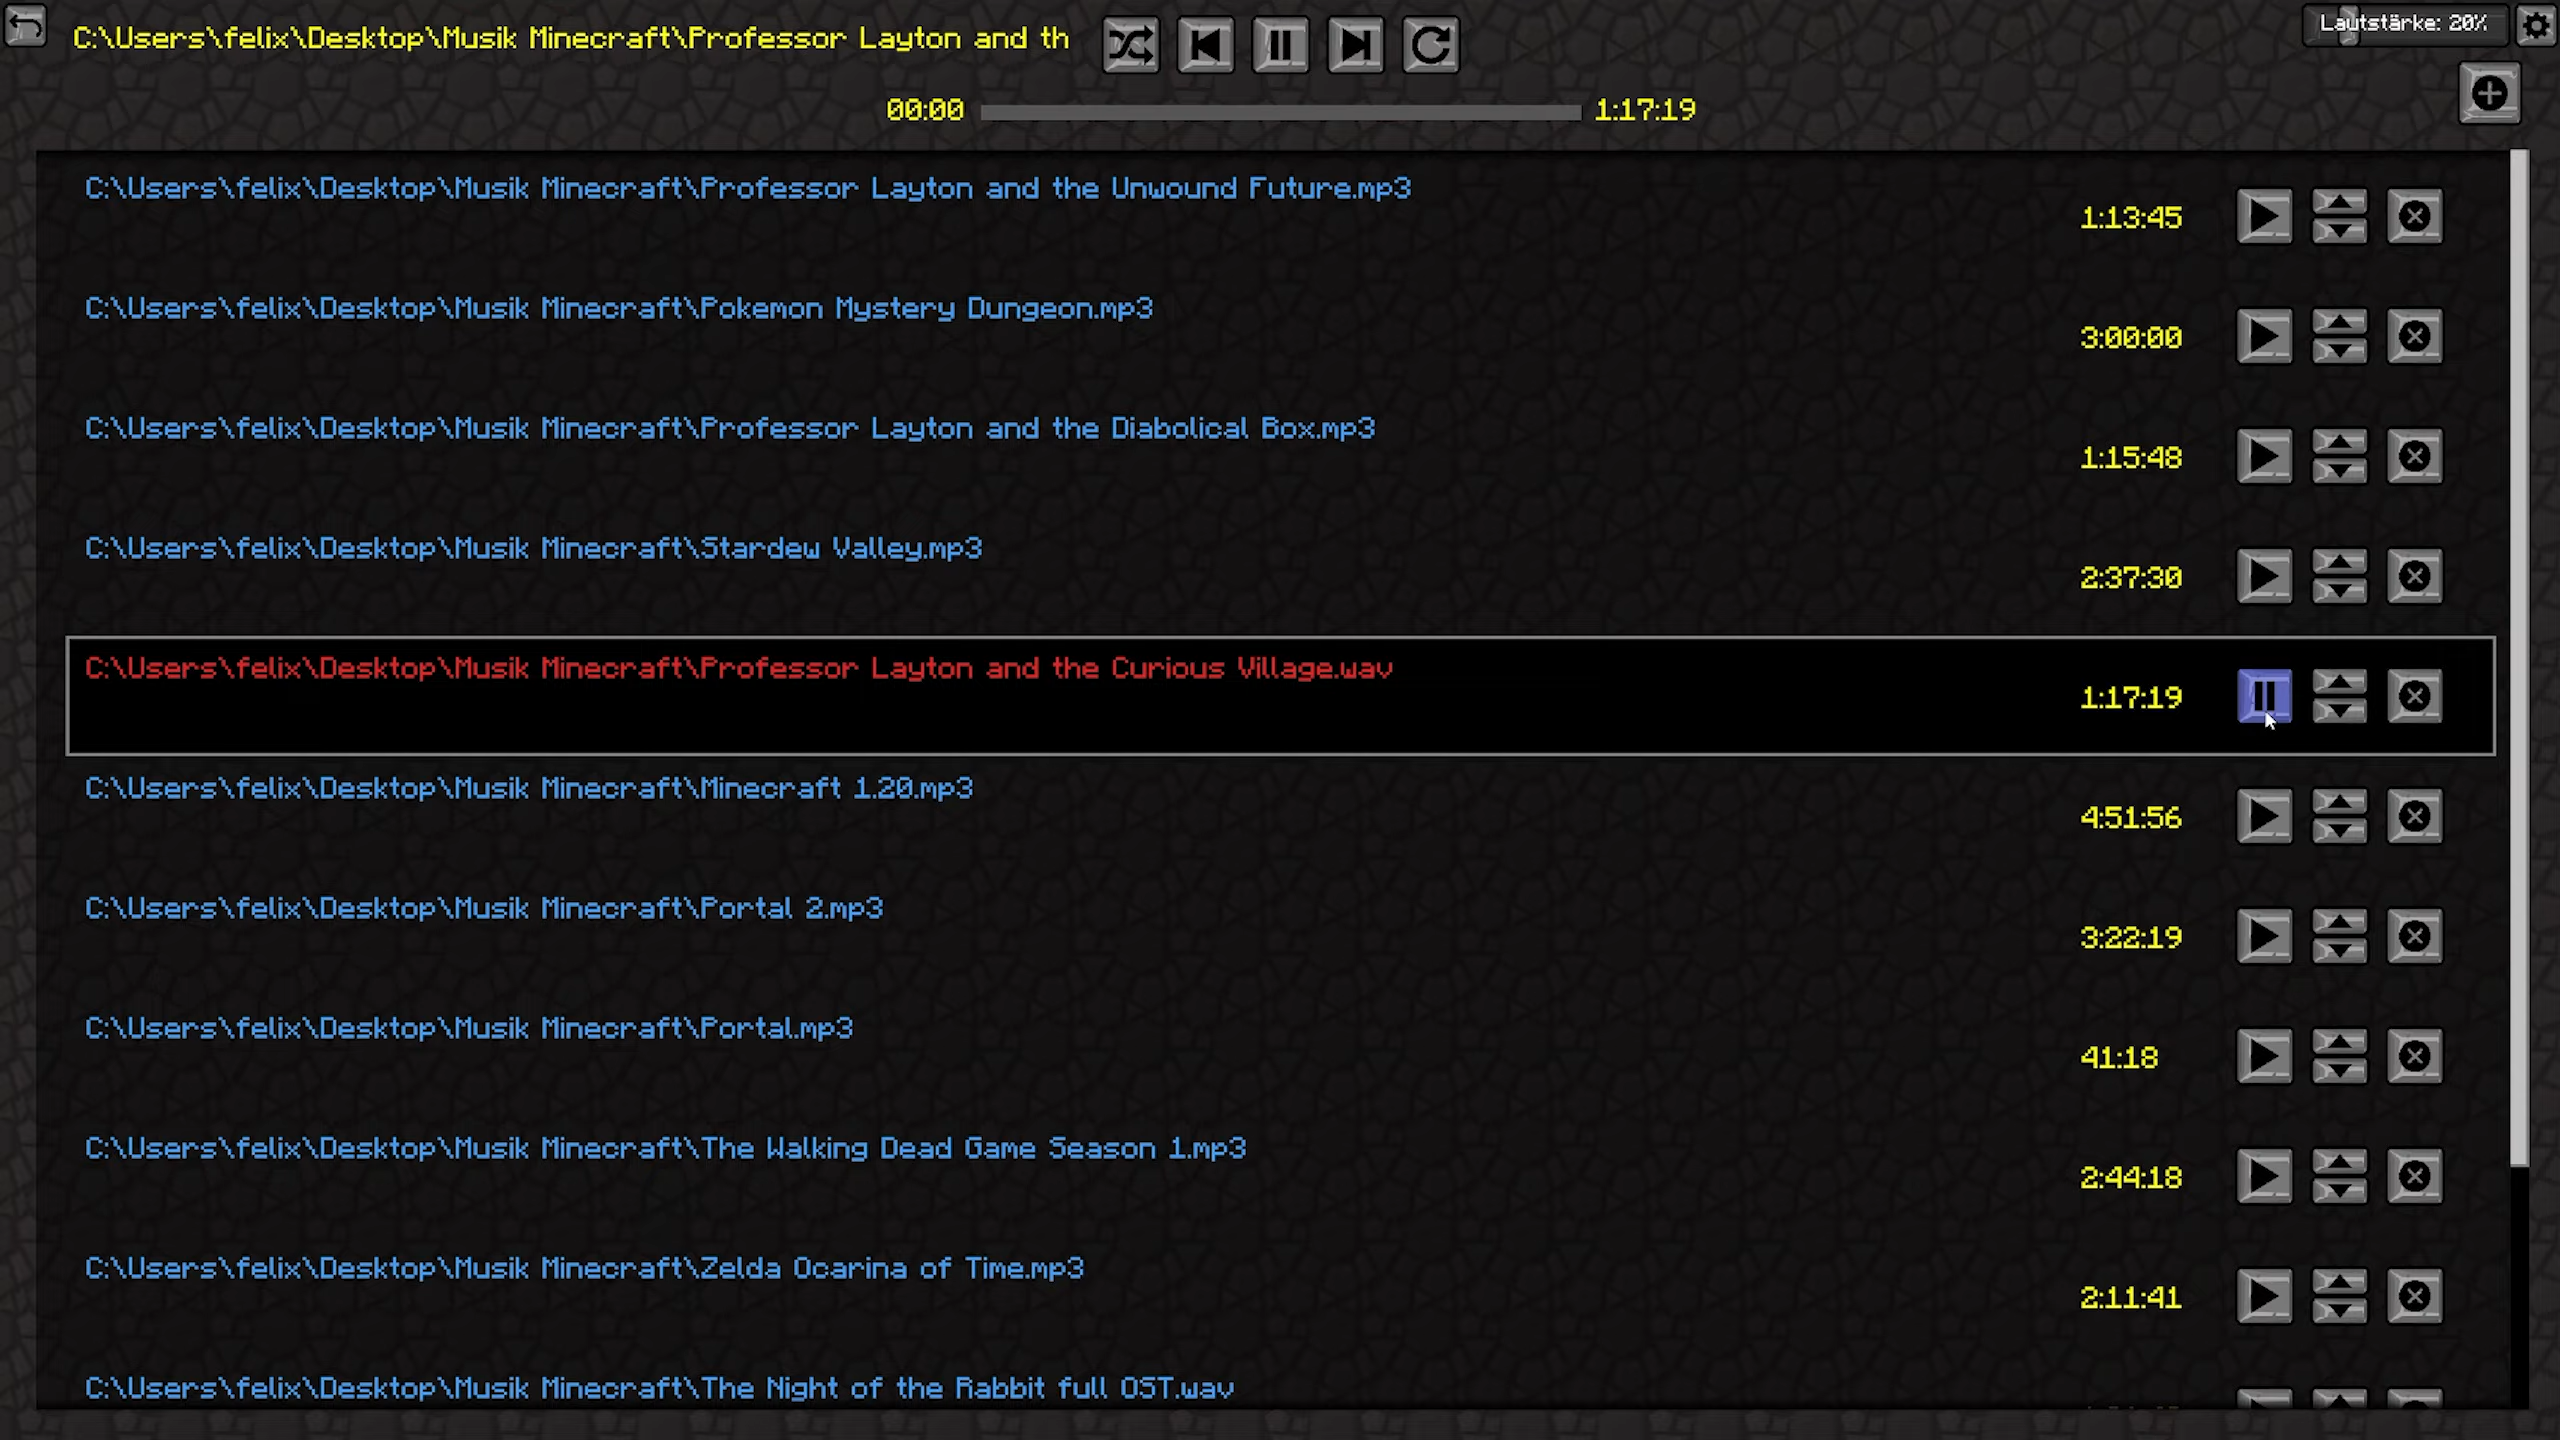 C:\Users\felix\Desktop\Musik Minecraft\Professor Layton and th
Lautstärke: 20%
00:00 1:17:19
C:\Users\felix\Desktop\Musik Minecraft\Professor Layton and the Unwound Future.mp3
1:13:45
C:\Users\felix\Desktop\Musik Minecraft\Pokemon Mystery Dungeon.mp3
3:00:00
C:\Users\felix\Desktop\Musik Minecraft\Professor Layton and the Diabolical Box.mp3
1:15:48
C:\Users\felix\Desktop\Musik Minecraft\Stardew Valley.mp3
2:37:30
C:\Users\felix\Desktop\Musik Minecraft\Professor Layton and the Curious Village.wav
1:17:19
C:\Users\felix\Desktop\Musik Minecraft\Minecraft 1.20.mp3
4:51:56
C:\Users\felix\Desktop\Musik Minecraft\Portal 2.mp3
3:22:19
C:\Users\felix\Desktop\Musik Minecraft\Portal.mp3
41:18
C:\Users\felix\Desktop\Musik Minecraft\The Walking Dead Game Season 1.mp3
2:44:18
C:\Users\felix\Desktop\Musik Minecraft\Zelda Ocarina of Time.mp3
2:11:41
C:\Users\felix\Desktop\Musik Minecraft\The Night of the Rabbit full OST.wav